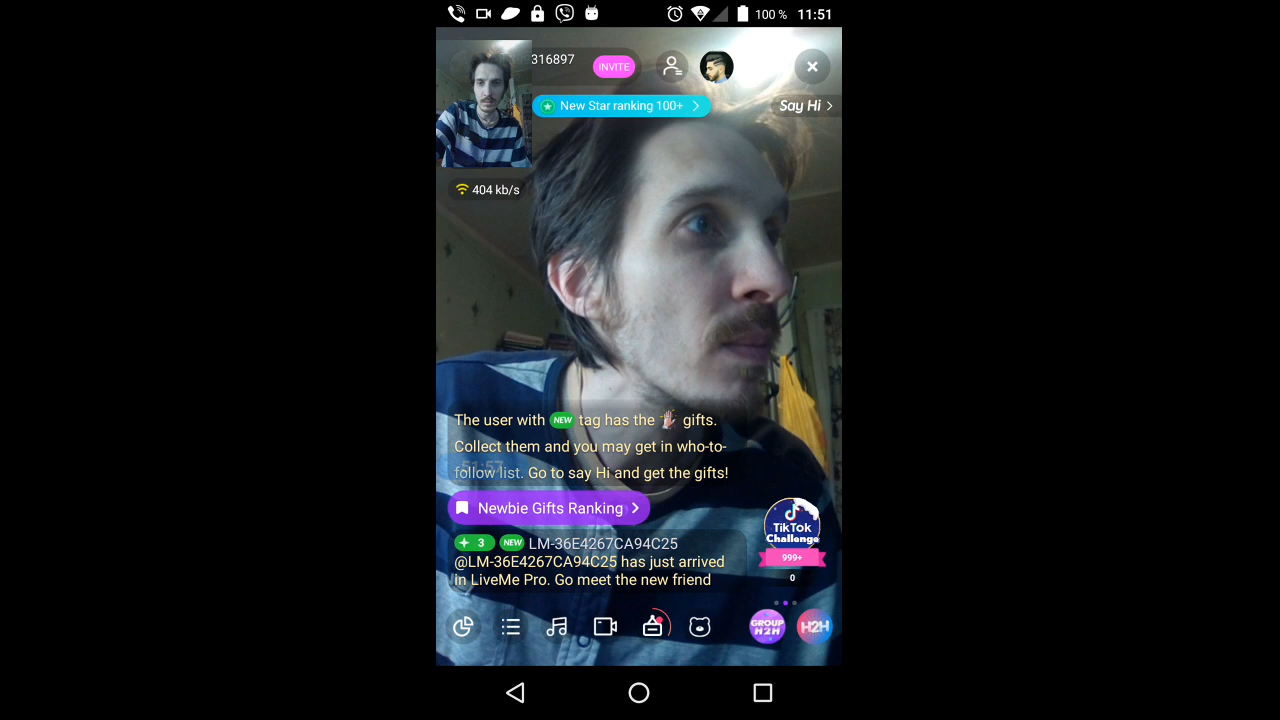 100 % 11:51
316897
INVITE
New Star ranking 100+
Say Hi
404 kb/s
The user with NEW tag has the gifts.
Collect them and you may get in who-to-
follow list. Go to say Hi and get the gifts!
Newbie Gifts Ranking
TikTok
Challenge
999+
0
3 NEW LM-36E4267CA94C25
@LM-36E4267CA94C25 has just arrived
in LiveMe Pro. Go meet the new friend
GROUP
H2H
H2H